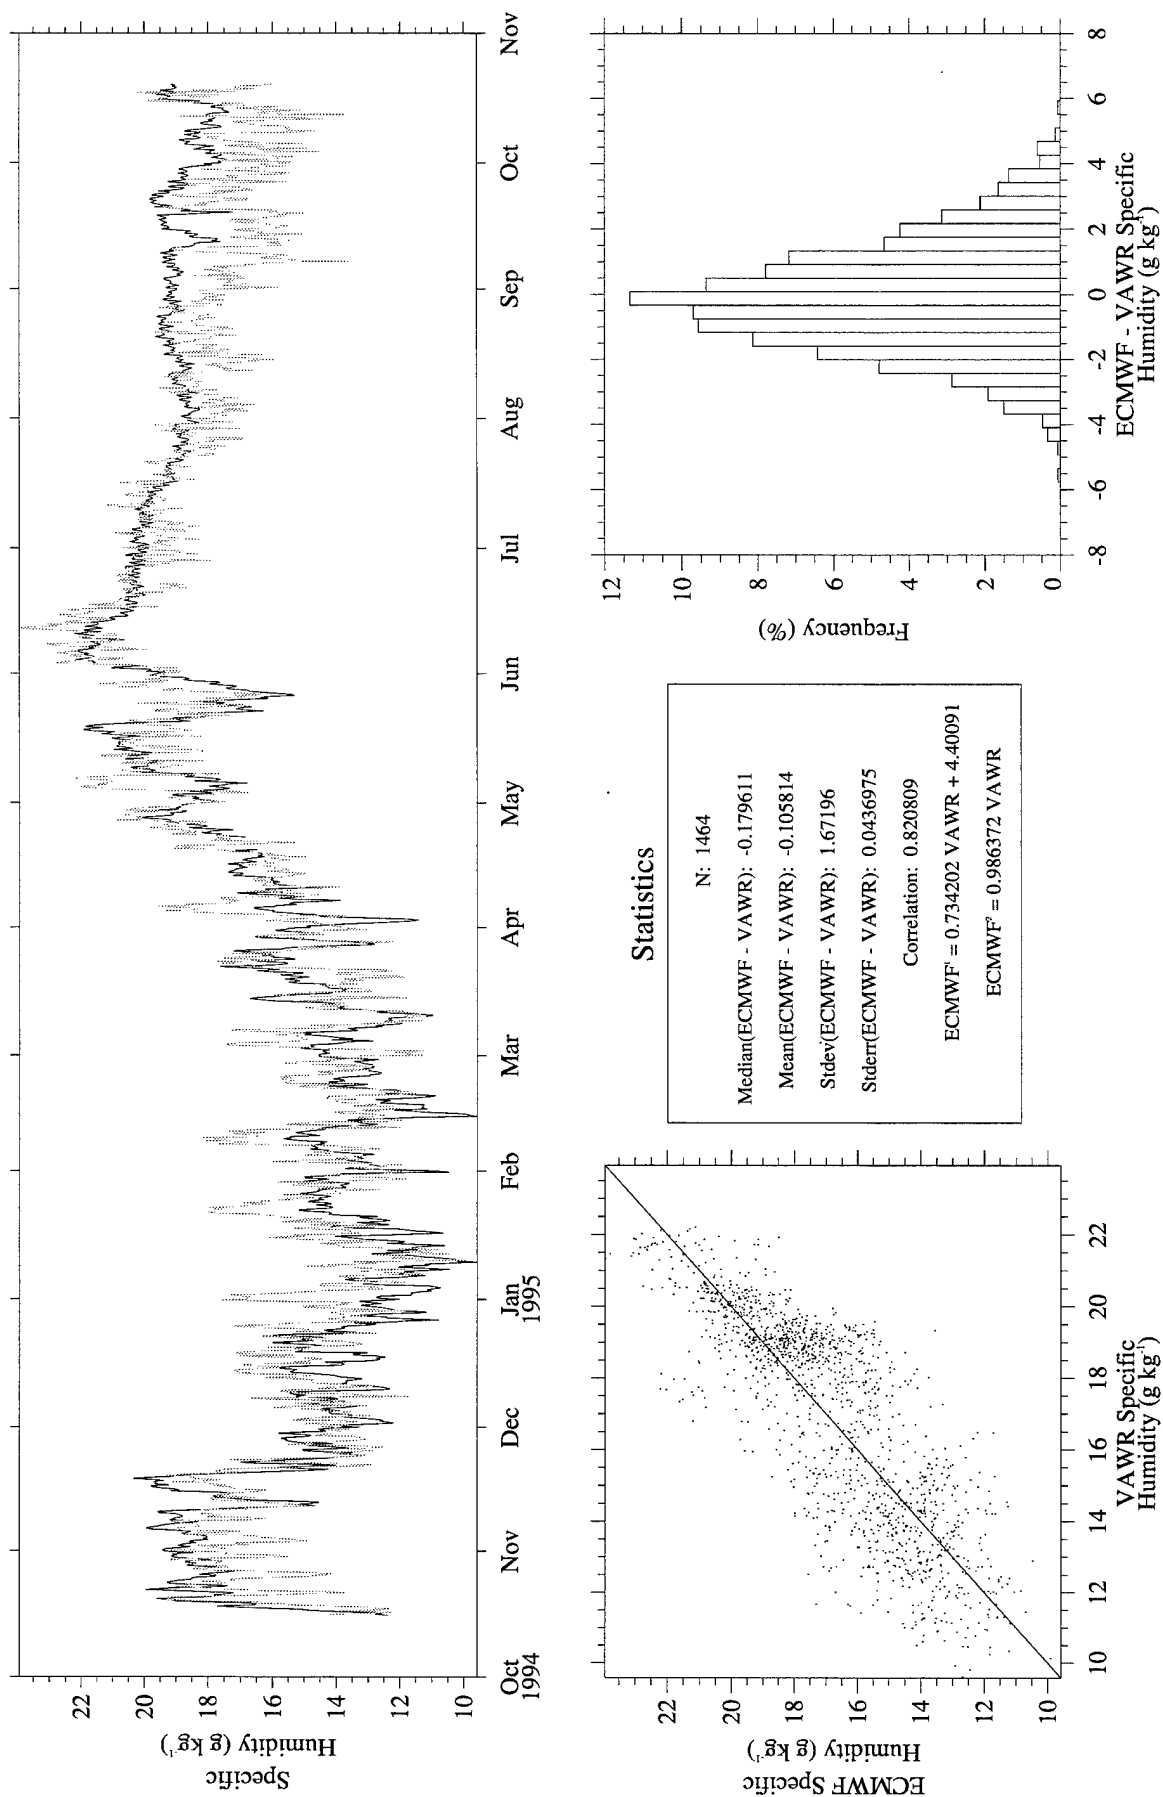 22
20
18
16
14
12
10
Specific
Humidity (g kg⁻¹)
Oct
1994
Nov
Dec
Jan
1995
Feb
Mar
Apr
May
Jun
Jul
Aug
Sep
Oct
Nov
22
20
18
16
14
12
10
ECMWF Specific
Humidity (g kg⁻¹)
10
12
14
16
18
20
22
VAWR Specific
Humidity (g kg⁻¹)
Statistics
N: 1464
Median(ECMWF - VAWR): -0.179611
Mean(ECMWF - VAWR): -0.105814
Stdev(ECMWF - VAWR): 1.67196
Stderr(ECMWF - VAWR): 0.0436975
Correlation: 0.820809
ECMWF¹ = 0.734202 VAWR + 4.40091
ECMWF² = 0.986372 VAWR
12
10
8
6
4
2
0
Frequency (%)
-8
-6
-4
-2
0
2
4
6
8
ECMWF - VAWR Specific
Humidity (g kg⁻¹)